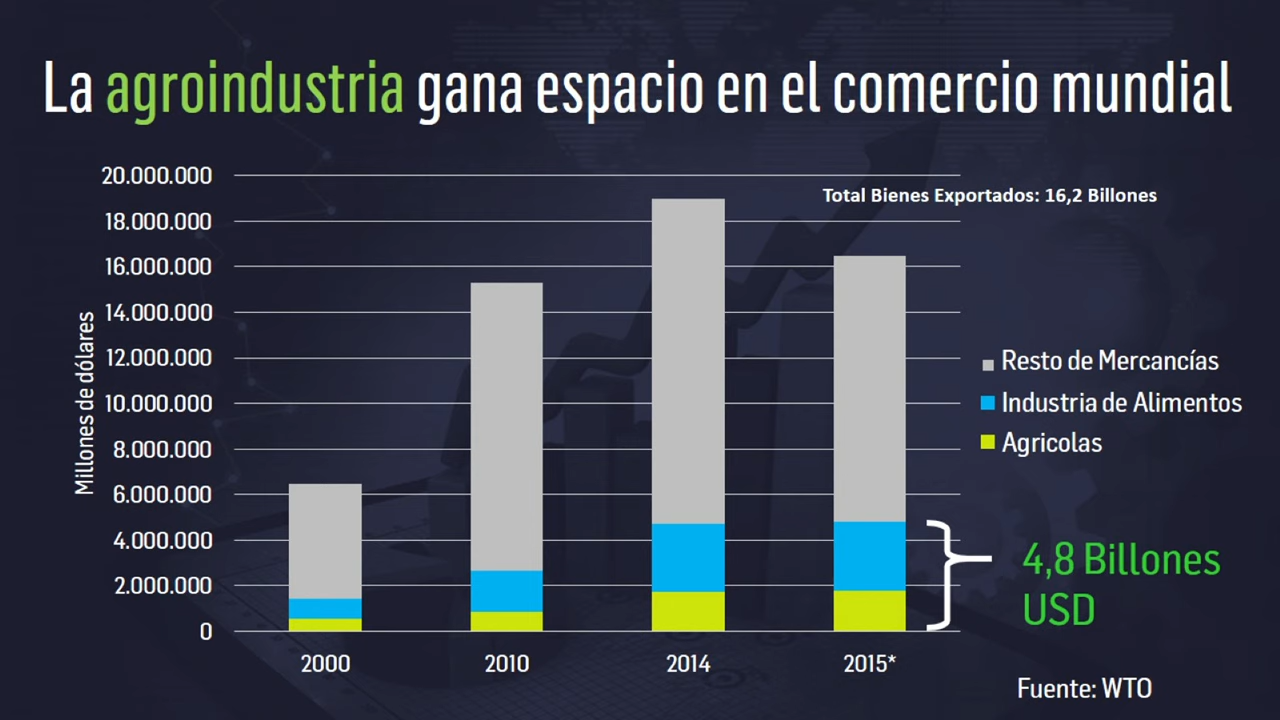 La agroindustria gana espacio en el comercio mundial
20.000.000
18.000.000
16.000.000
14.000.000
12.000.000
10.000.000
8.000.000
6.000.000
4.000.000
2.000.000
0
Millones de dólares
2000
2010
2014
2015*
Total Bienes Exportados: 16,2 Billones
Resto de Mercancías
Industria de Alimentos
Agricolas
4,8 Billones
USD
Fuente: WTO